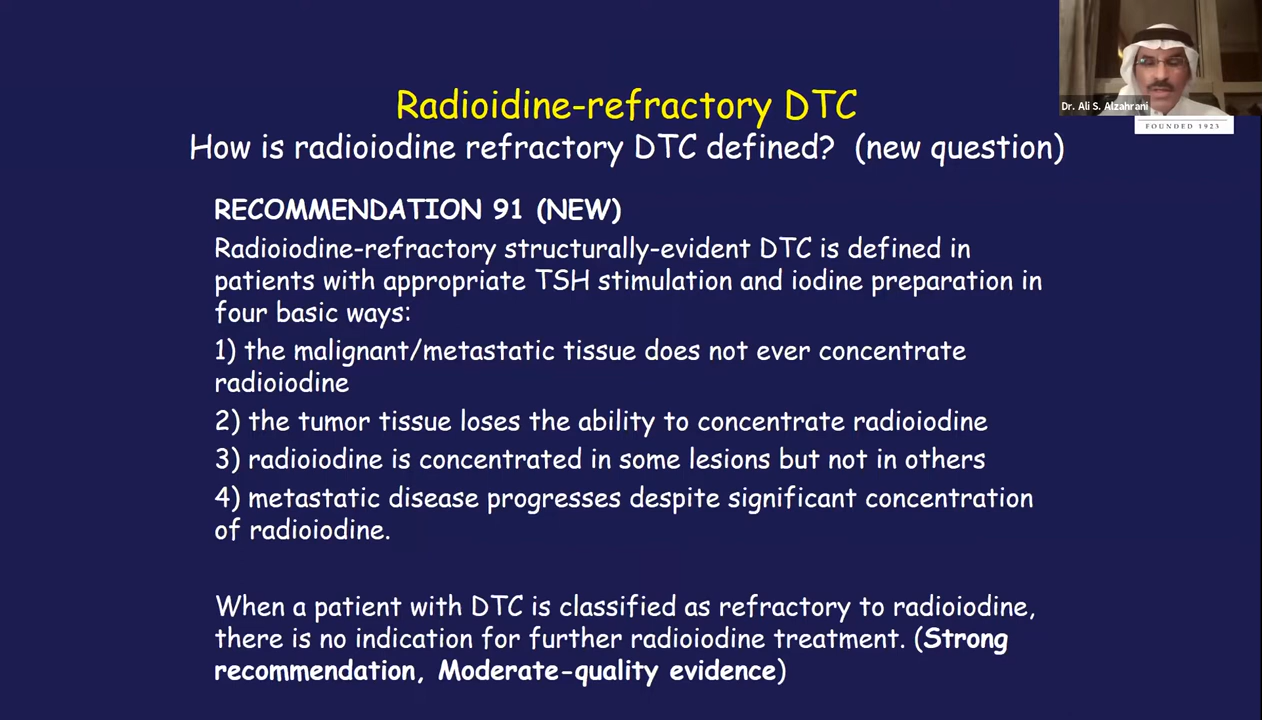 Dr. Ali S. Alzahrani
FOUNDED 1923
Radioidine-refractory DTC
How is radioiodine refractory DTC defined? (new question)
RECOMMENDATION 91 (NEW)
Radioiodine-refractory structurally-evident DTC is defined in
patients with appropriate TSH stimulation and iodine preparation in
four basic ways:
1) the malignant/metastatic tissue does not ever concentrate
radioiodine
2) the tumor tissue loses the ability to concentrate radioiodine
3) radioiodine is concentrated in some lesions but not in others
4) metastatic disease progresses despite significant concentration
of radioiodine.
When a patient with DTC is classified as refractory to radioiodine,
there is no indication for further radioiodine treatment. (Strong
recommendation, Moderate-quality evidence)